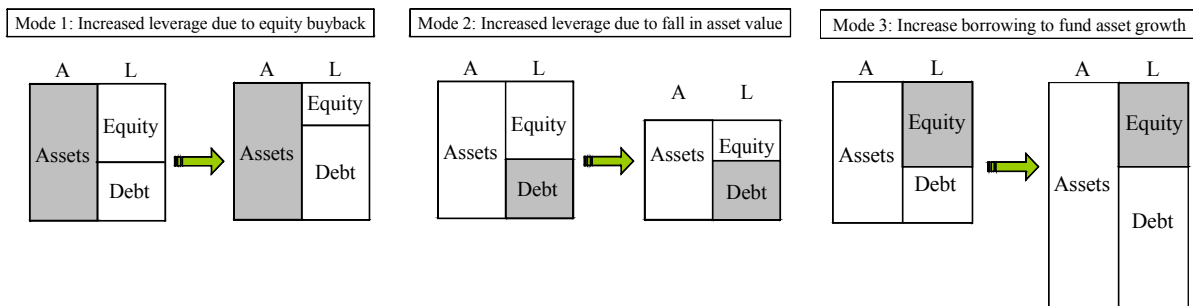 Mode 1: Increased leverage due to equity buyback
A L
Assets
Equity
Debt
A L
Assets
Equity
Debt
Mode 2: Increased leverage due to fall in asset value
A L
Assets
Equity
Debt
A L
Assets
Equity
Debt
Mode 3: Increase borrowing to fund asset growth
A L
Assets
Equity
Debt
A L
Assets
Equity
Debt